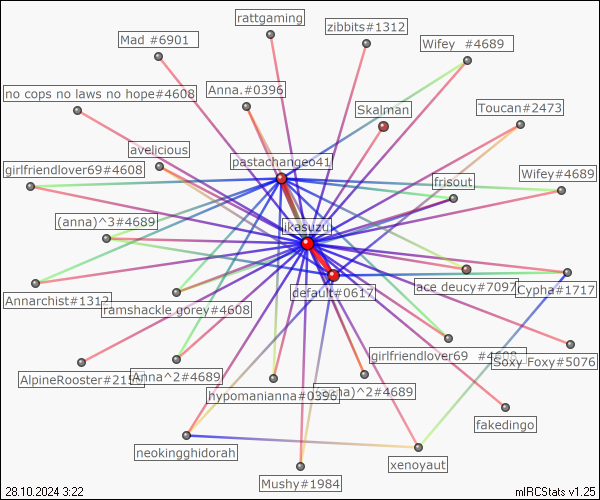 rattgaming
zibbits#1312
Mad #6901
Wifey #4689
Anna.#0396
no cops no laws no hope#4608
Skalman
Toucan#2473
avelicious
pastachangeo41
girlfriendlover69#4608
frisout
Wifey#4689
(anna)^3#4689
ikasuzu
default#0617
ace deucy#7097
Cypha#1717
Annarchist#1312
ramshackle gorey#4608
girlfriendlover69
Soxy Foxy#5076
AlpineRooster#21
Anna^2#4689
hypomanianna#0396
)^2#4689
fakedingo
neokingghidorah
xenoyaut
Mushy#1984
28.10.2024 3:22
mIRCStats v1.25